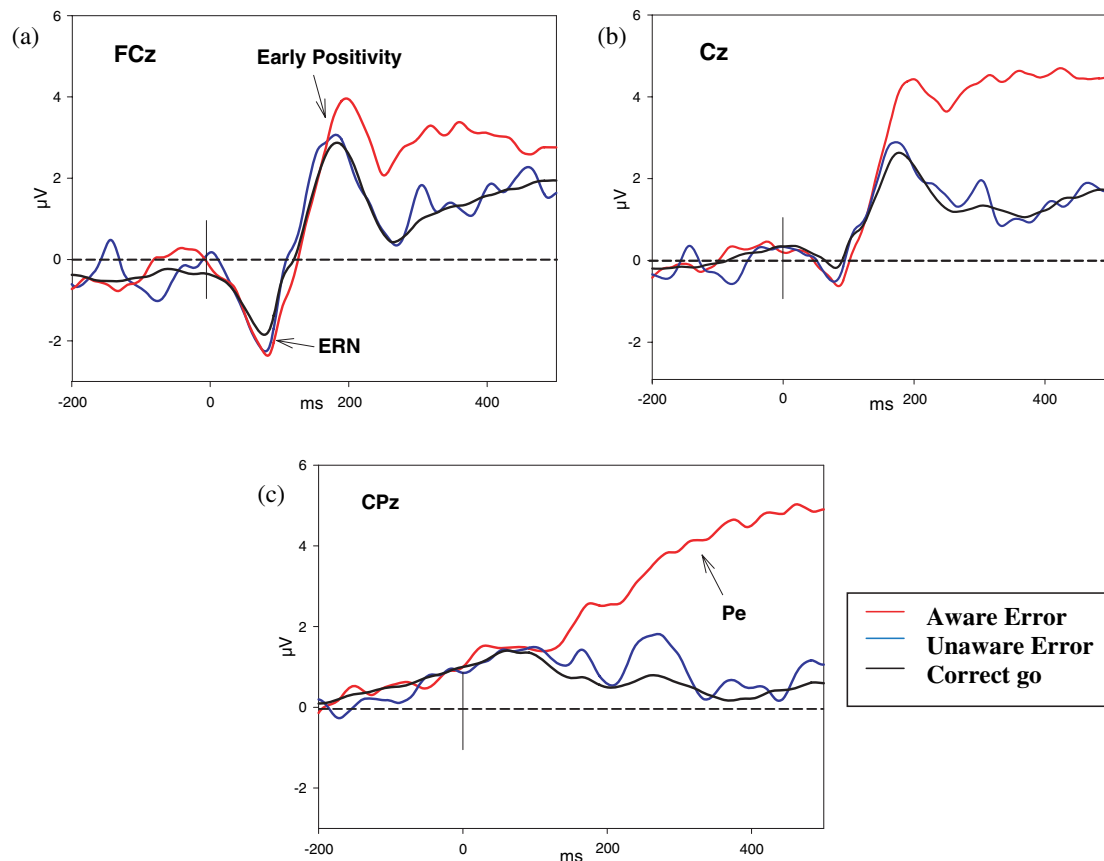 (a)
FCz
Early Positivity
ERN
6
4
2
0
-2
µV
-200
0
200
400
ms
(b)
Cz
6
4
2
0
-2
µV
-200
0
200
400
ms
(c)
CPz
Pe
6
4
2
0
-2
µV
-200
0
200
400
ms
Aware Error
Unaware Error
Correct go